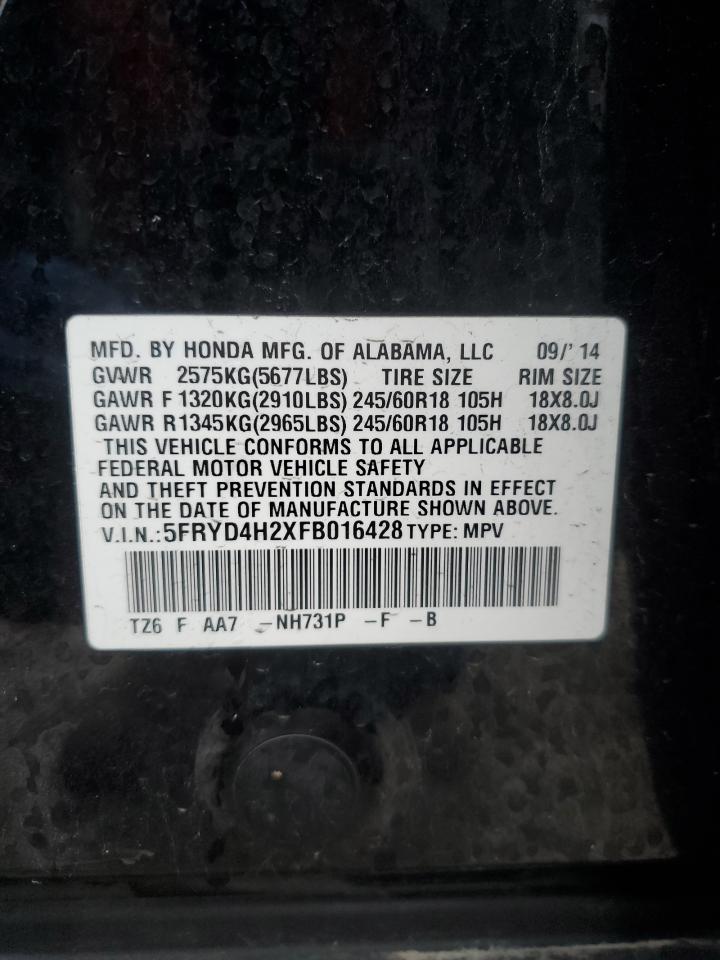 MFD. BY HONDA MFG. OF ALABAMA, LLC 09/'14
GVWR 2575KG(5677LBS) TIRE SIZE RIM SIZE
GAWR F 1320KG(2910LBS) 245/60R18 105H 18X8.0J
GAWR R 1345KG(2965LBS) 245/60R18 105H 18X8.0J
THIS VEHICLE CONFORMS TO ALL APPLICABLE
FEDERAL MOTOR VEHICLE SAFETY
AND THEFT PREVENTION STANDARDS IN EFFECT
ON THE DATE OF MANUFACTURE SHOWN ABOVE.
V.I.N.:5FRYD4H2XFB016428 TYPE: MPV
TZ6 F AA7 -NH731P -F -B